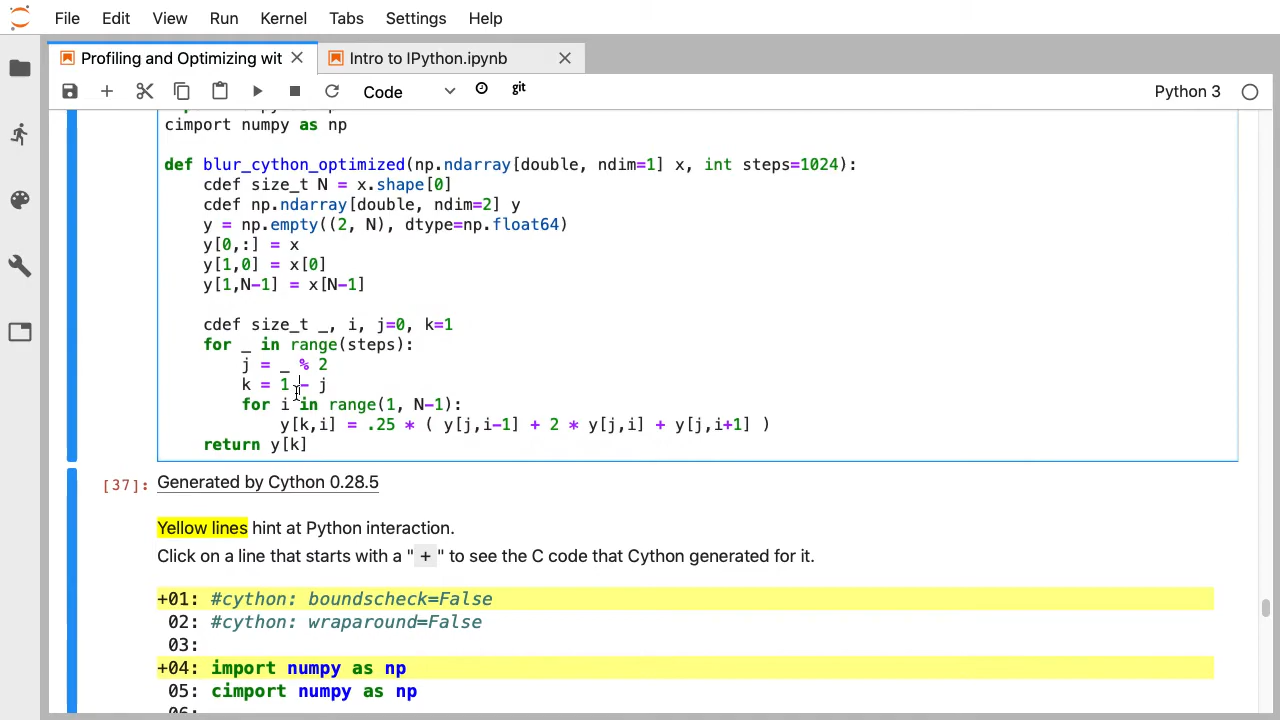 File Edit View Run Kernel Tabs Settings Help
Profiling and Optimizing wit
Intro to IPython.ipynb
Code
git
Python 3
cimport numpy as np
def blur_cython_optimized(np.ndarray[double, ndim=1] x, int steps=1024):
cdef size_t N = x.shape[0]
cdef np.ndarray[double, ndim=2] y
y = np.empty((2, N), dtype=np.float64)
y[0,:] = x
y[1,0] = x[0]
y[1,N-1] = x[N-1]
cdef size_t _, i, j=0, k=1
for _ in range(steps):
j = _ % 2
k = 1 - j
for i in range(1, N-1):
y[k,i] = .25 * ( y[j,i-1] + 2 * y[j,i] + y[j,i+1] )
return y[k]
[37]: Generated by Cython 0.28.5
Yellow lines hint at Python interaction.
Click on a line that starts with a "+" to see the C code that Cython generated for it.
+01: #cython: boundscheck=False
02: #cython: wraparound=False
03:
+04: import numpy as np
05: cimport numpy as np